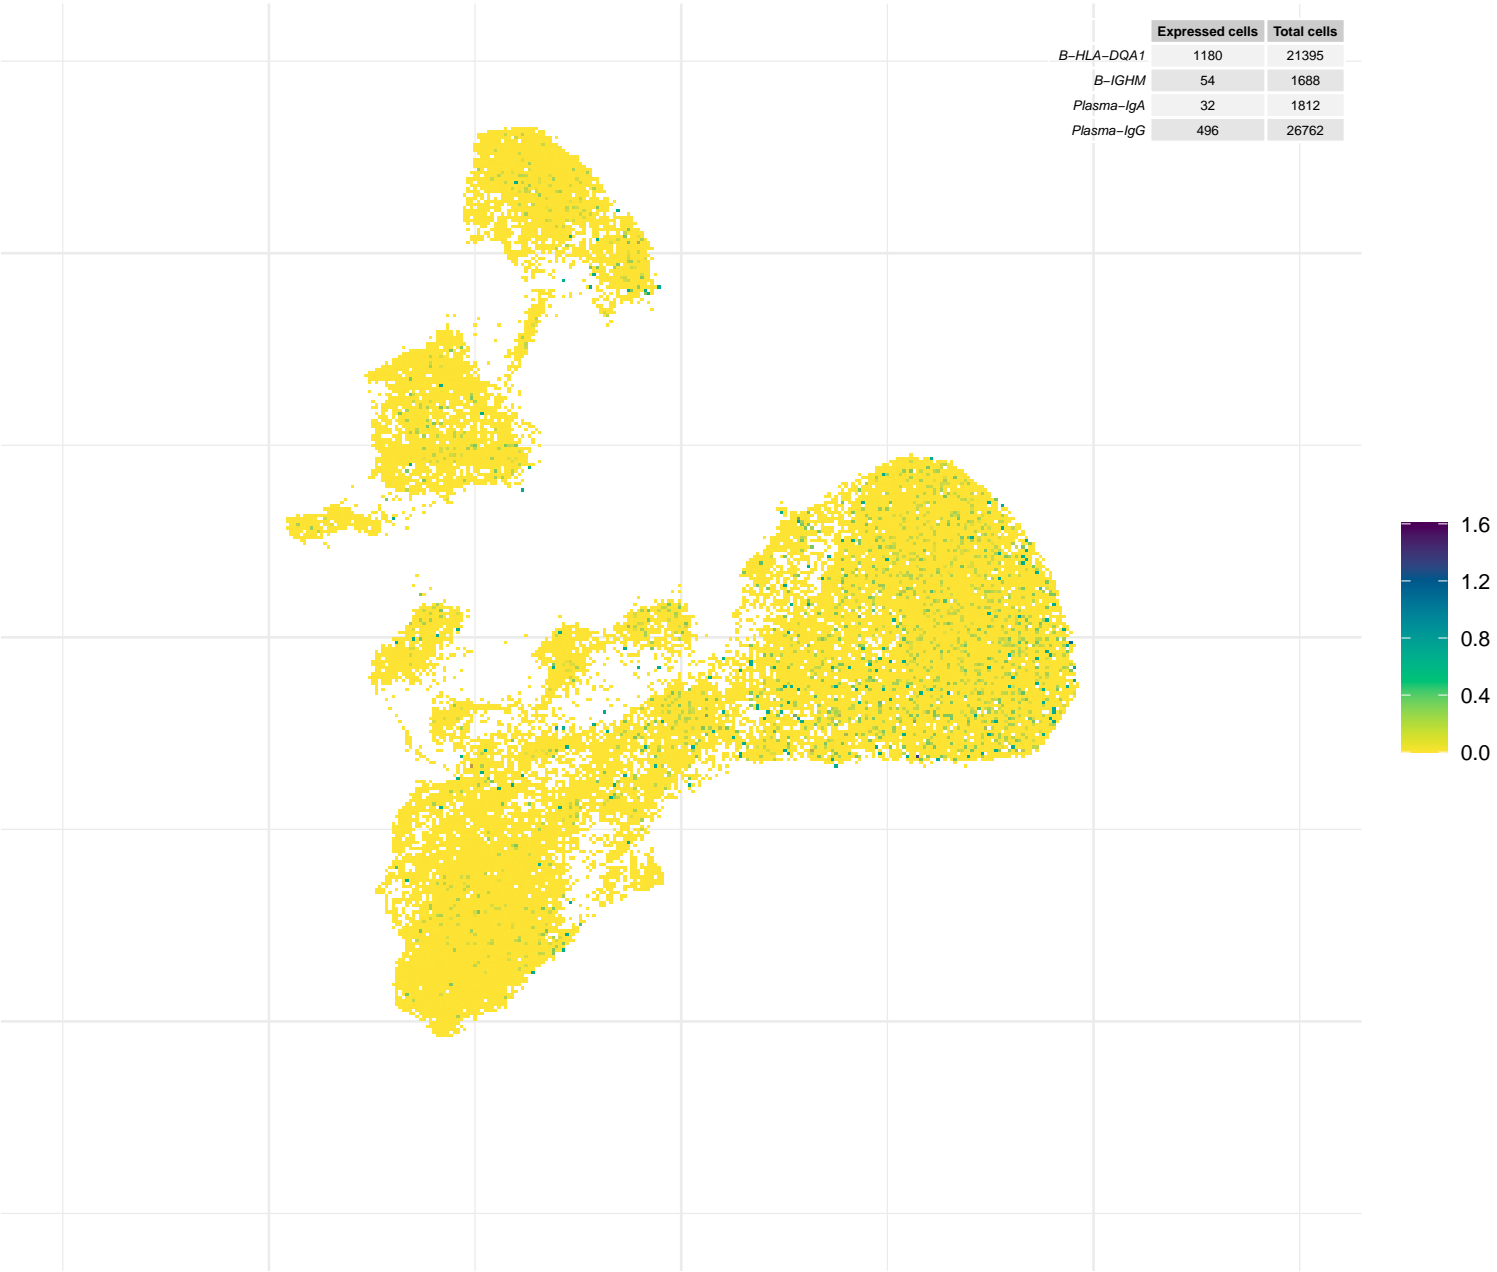 Expressed cells Total cells
B−HLA−DQA1 1180 21395
B−IGHM 54 1688
Plasma−IgA 32 1812
Plasma−IgG 496 26762
1.6
1.2
0.8
0.4
0.0